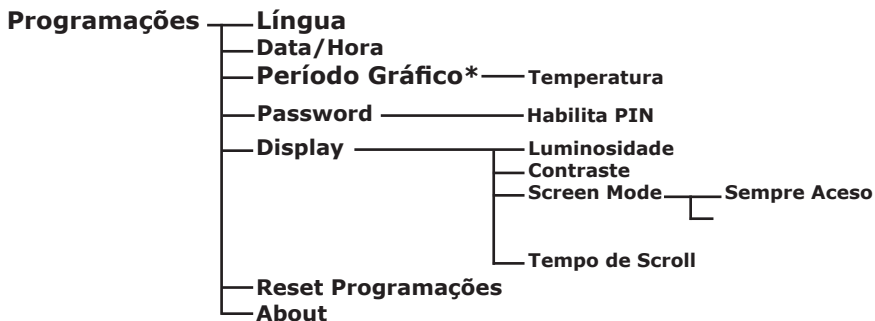 Programações Língua
Data/Hora
Período Gráfico* Temperatura
Password Habilita PIN
Display Luminosidade
Contraste
Screen Mode Sempre Aceso
Tempo de Scroll
Reset Programações
About